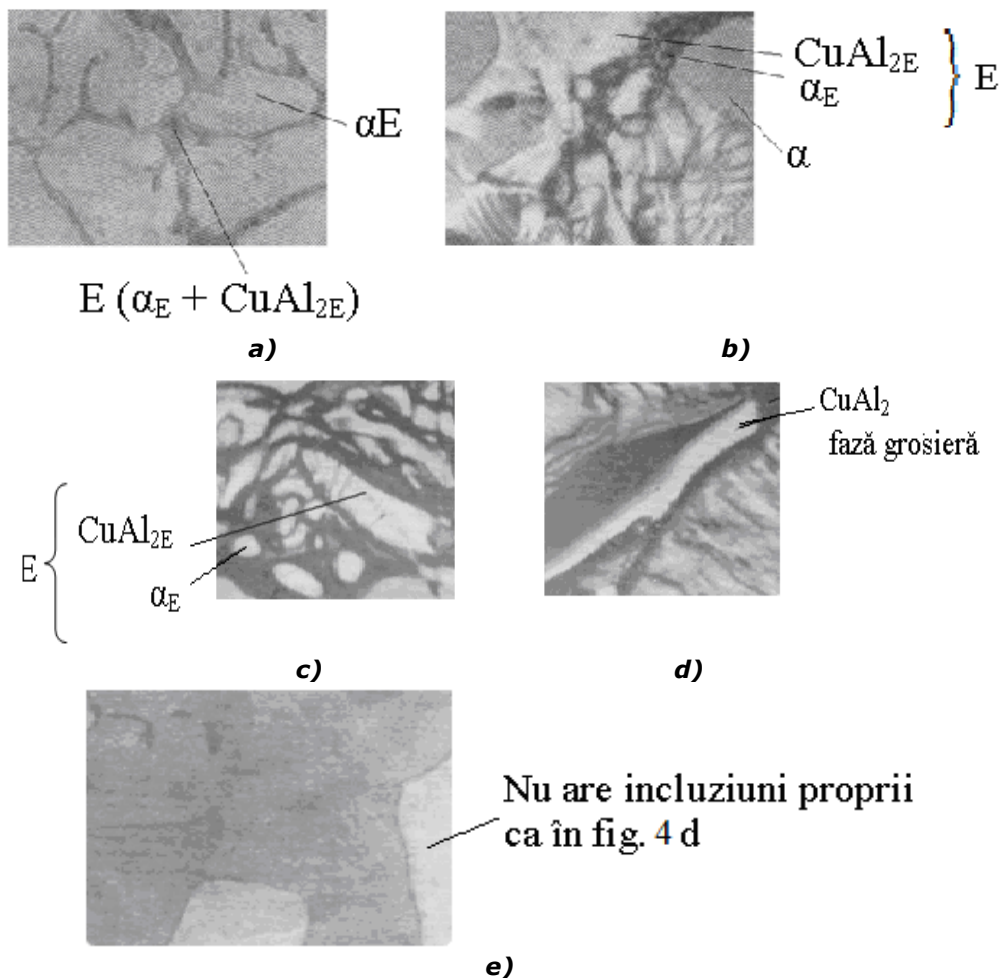 αE
E (αE + CuAl2E)
a)
CuAl2E
αE
E
α
b)
E
CuAl2E
αE
c)
CuAl2
fază grosieră
d)
Nu are incluziuni proprii
ca în fig. 4 d
e)